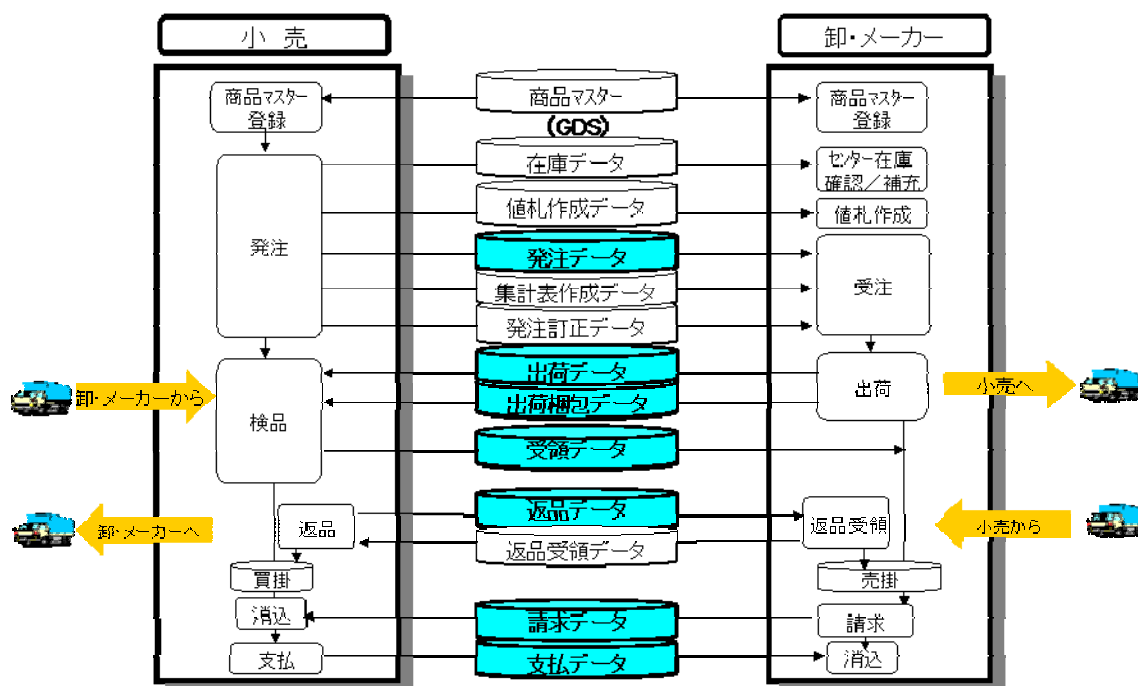 小 売
卸・メーカー
商品マスター
登録
商品マスター
(GDS)
商品マスター
登録
在庫データ
センター在庫
確認／補充
値札作成データ
値札作成
発注
発注データ
受注
集計表作成データ
発注訂正データ
出荷データ
出荷
小売へ
卸・メーカーから
出荷梱包データ
検品
受領データ
返品データ
返品
返品受領
小売から
卸・メーカーへ
返品受領データ
買掛
売掛
消込
請求データ
請求
支払
支払データ
消込